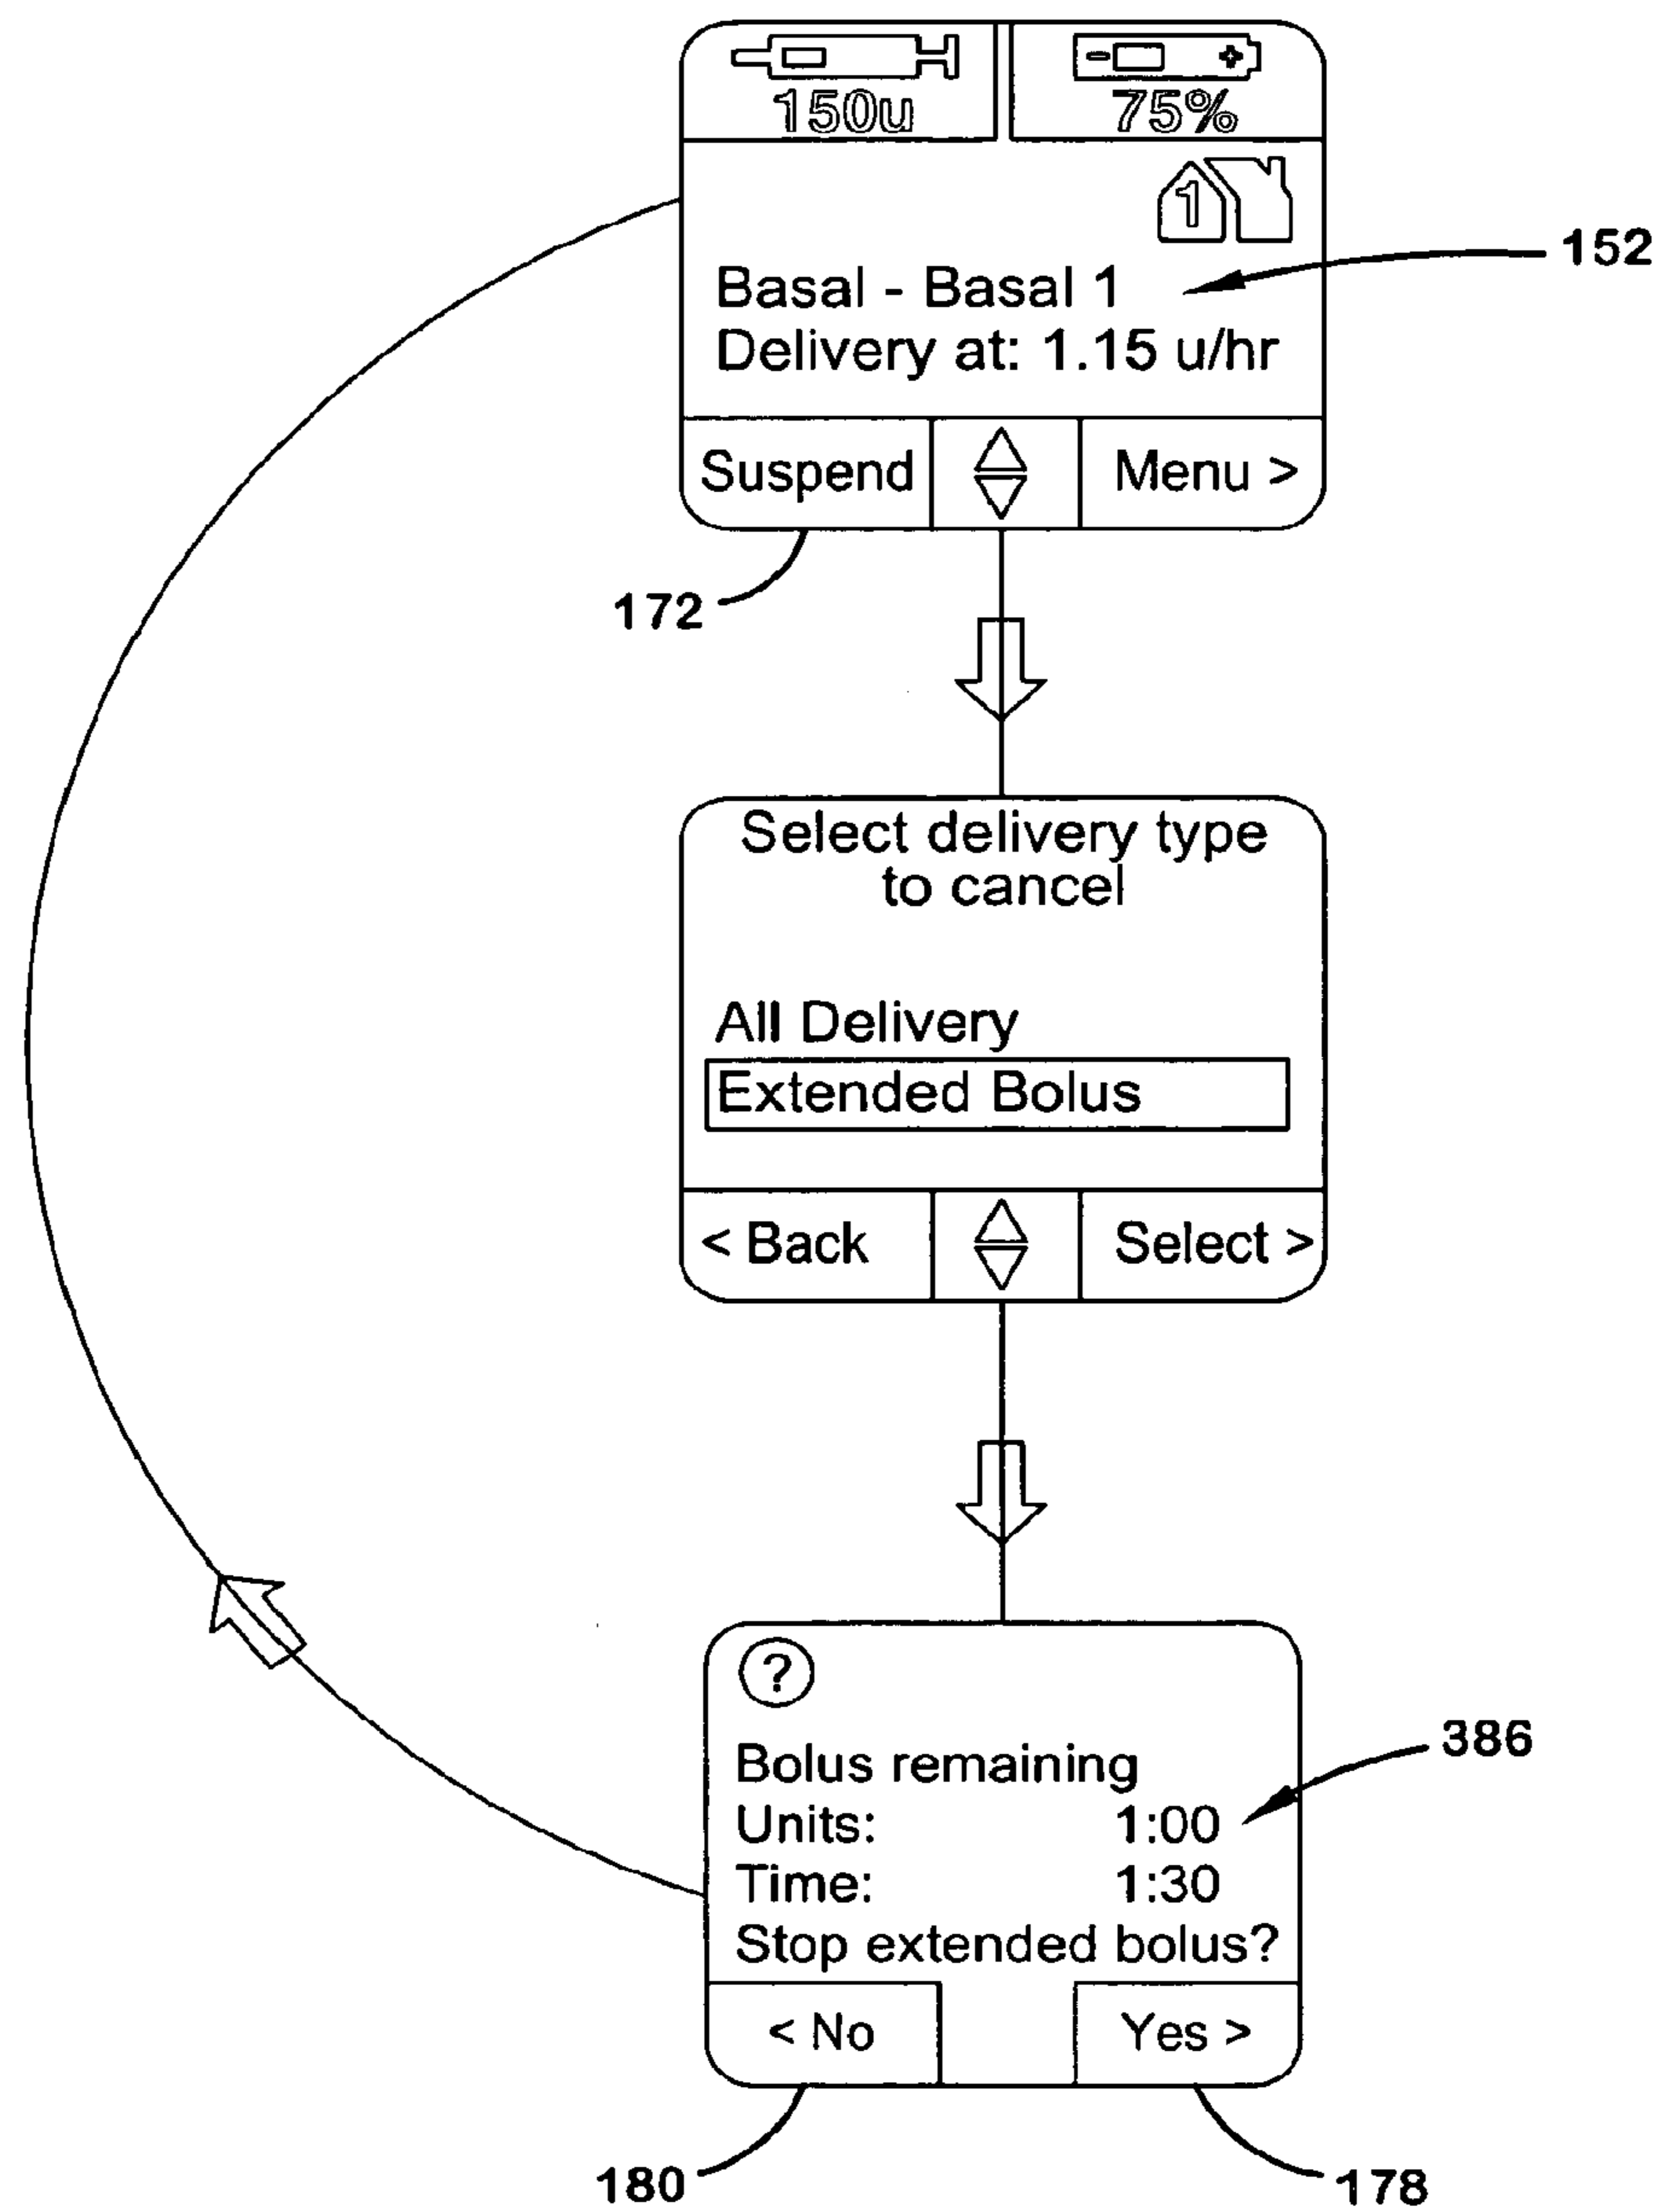 150u
75%
1
152
Basal - Basal 1
Delivery at: 1.15 u/hr
Suspend
Menu >
172
Select delivery type
to cancel
All Delivery
Extended Bolus
< Back
Select >
?
386
Bolus remaining
Units: 1:00
Time: 1:30
Stop extended bolus?
< No
Yes >
180
178